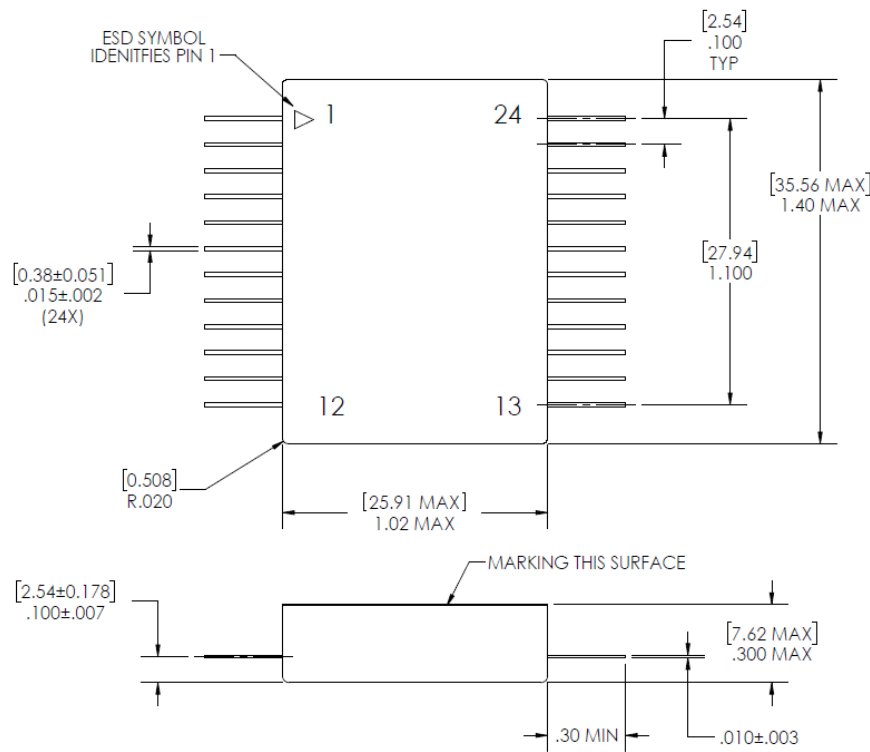 ESD SYMBOL
IDENITFIES PIN 1
[2.54]
.100
TYP
1
24
[35.56 MAX]
1.40 MAX
[27.94]
1.100
[0.38±0.051]
.015±.002
(24X)
12
13
[0.508]
R.020
[25.91 MAX]
1.02 MAX
MARKING THIS SURFACE
[2.54±0.178]
.100±.007
[7.62 MAX]
.300 MAX
.30 MIN
.010±.003